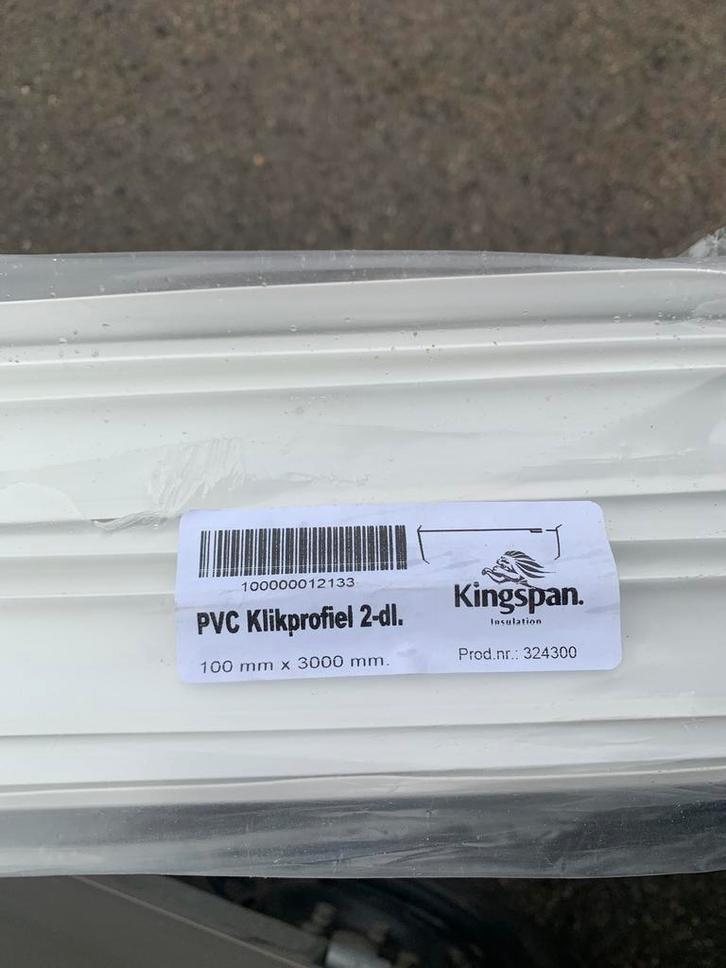 100000012133
PVC Klikprofiel 2-dl.
100 mm x 3000 mm.
Kingspan.
Insulation
Prod.nr.: 324300